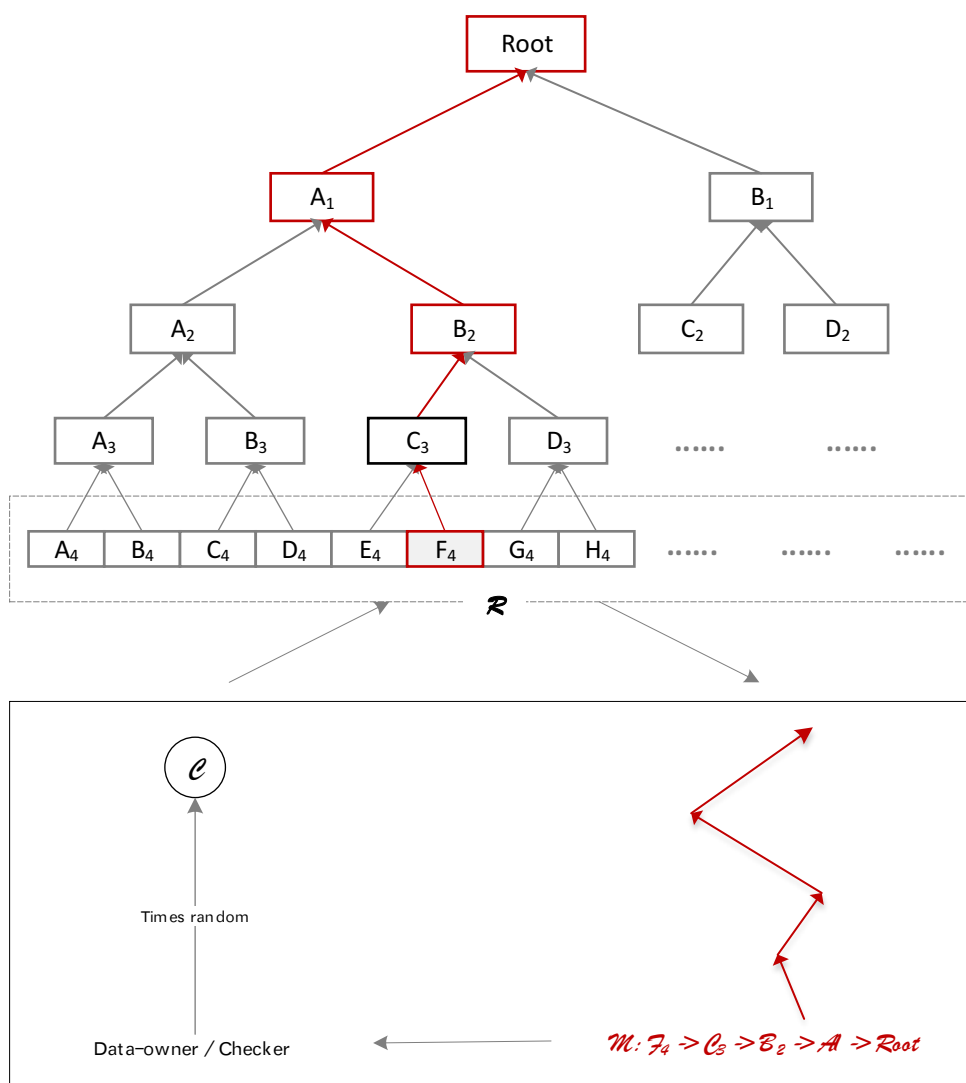 Root
A₁ B₁
A₂ B₂ C₂ D₂
A₃ B₃ C₃ D₃ ...... ......
A₄ B₄ C₄ D₄ E₄ F₄ G₄ H₄ ...... ...... ......
R
C
Times random
Data-owner / Checker
M: F₄ -> C₃ -> B₂ -> A1 -> Root